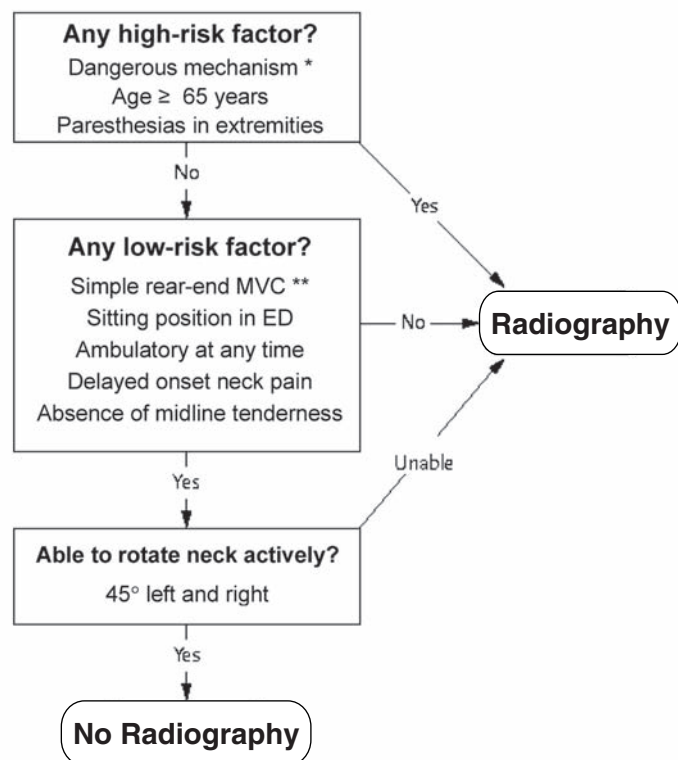 Any high-risk factor?
Dangerous mechanism *
Age ≥ 65 years
Paresthesias in extremities
No
Yes
Any low-risk factor?
Simple rear-end MVC **
Sitting position in ED
Ambulatory at any time
Delayed onset neck pain
Absence of midline tenderness
No
Radiography
Yes
Unable
Able to rotate neck actively?
45° left and right
Yes
No Radiography